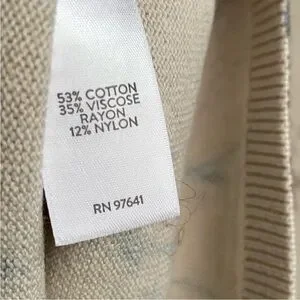 53% COTTON
35% VISCOSE
RAYON
12% NYLON
RN 97641